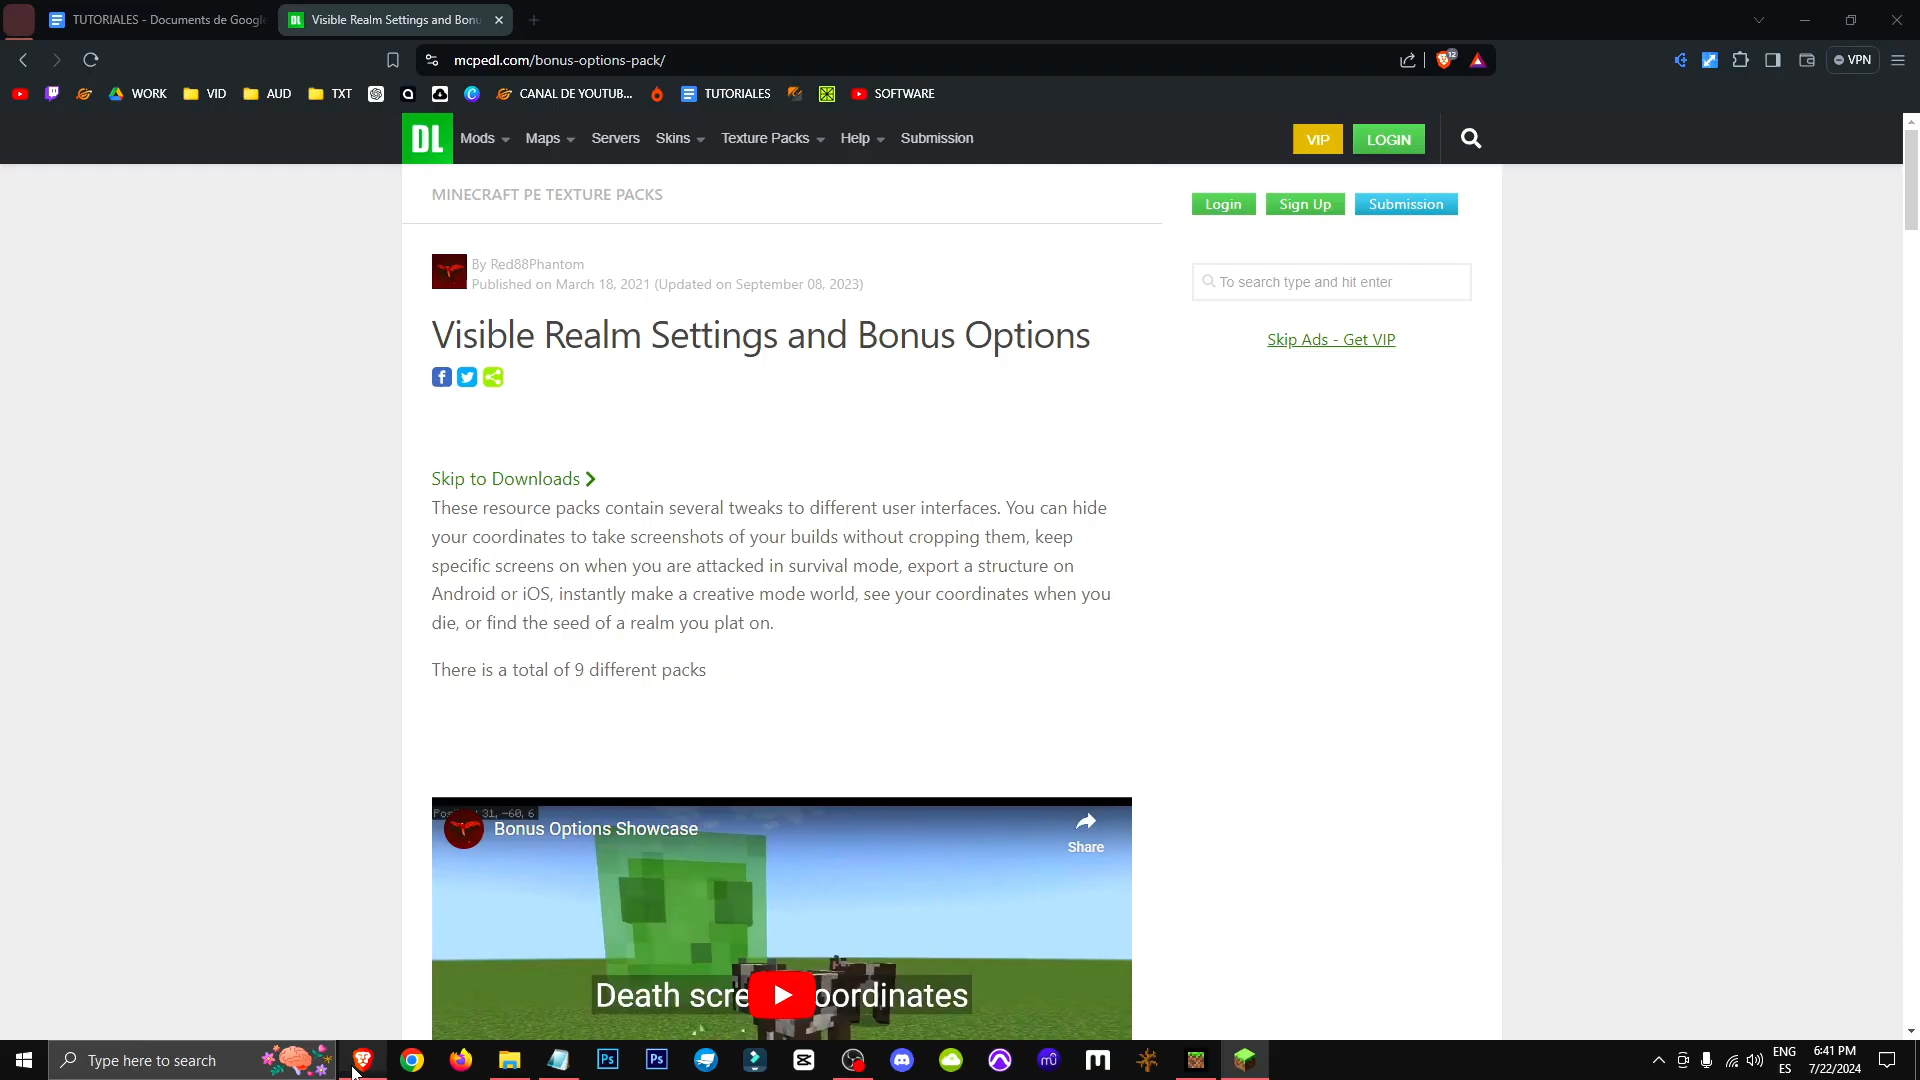 TUTORIALES - Documents de Google
Visible Realm Settings and Bonu
mcpedl.com/bonus-options-pack/
12
VPN
WORK
VID
AUD
TXT
CANAL DE YOUTUB...
TUTORIALES
SOFTWARE
DL
Mods
Maps
Servers
Skins
Texture Packs
Help
Submission
VIP
LOGIN
MINECRAFT PE TEXTURE PACKS
Login
Sign Up
Submission
By Red88Phantom
Published on March 18, 2021 (Updated on September 08, 2023)
To search type and hit enter
Visible Realm Settings and Bonus Options
Skip Ads - Get VIP
Skip to Downloads
These resource packs contain several tweaks to different user interfaces. You can hide
your coordinates to take screenshots of your builds without cropping them, keep
specific screens on when you are attacked in survival mode, export a structure on
Android or iOS, instantly make a creative mode world, see your coordinates when you
die, or find the seed of a realm you plat on.
There is a total of 9 different packs
31, -60, 6
Bonus Options Showcase
Share
Death scre oordinates
Type here to search
ENG
ES
6:41 PM
7/22/2024